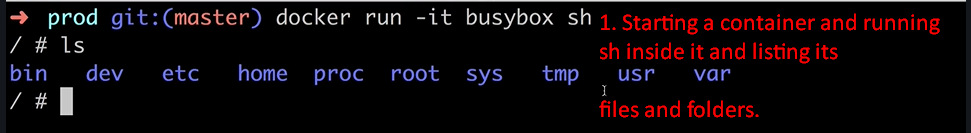 ➜ prod git:(master) docker run -it busybox sh
1. Starting a container and running
/ # ls
sh inside it and listing its
bin dev etc home proc root sys tmp usr var
/ #
files and folders.